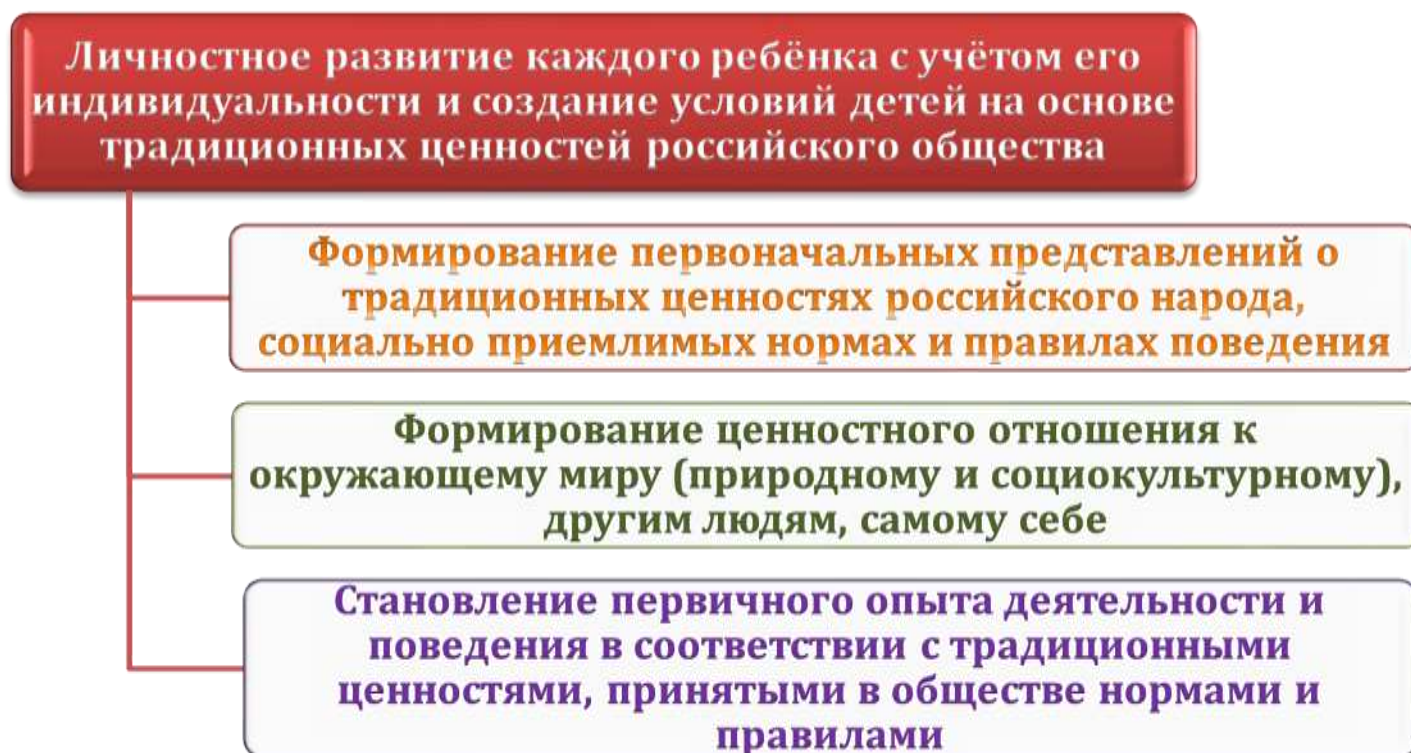 Личностное развитие каждого ребёнка с учётом его
индивидуальности и создание условий детей на основе
традиционных ценностей российского общества
Формирование первоначальных представлений о
традиционных ценностях российского народа,
социально приемлимых нормах и правилах поведения
Формирование ценностного отношения к
окружающему миру (природному и социокультурному),
другим людям, самому себе
Становление первичного опыта деятельности и
поведения в соответствии с традиционными
ценностями, принятыми в обществе нормами и
правилами